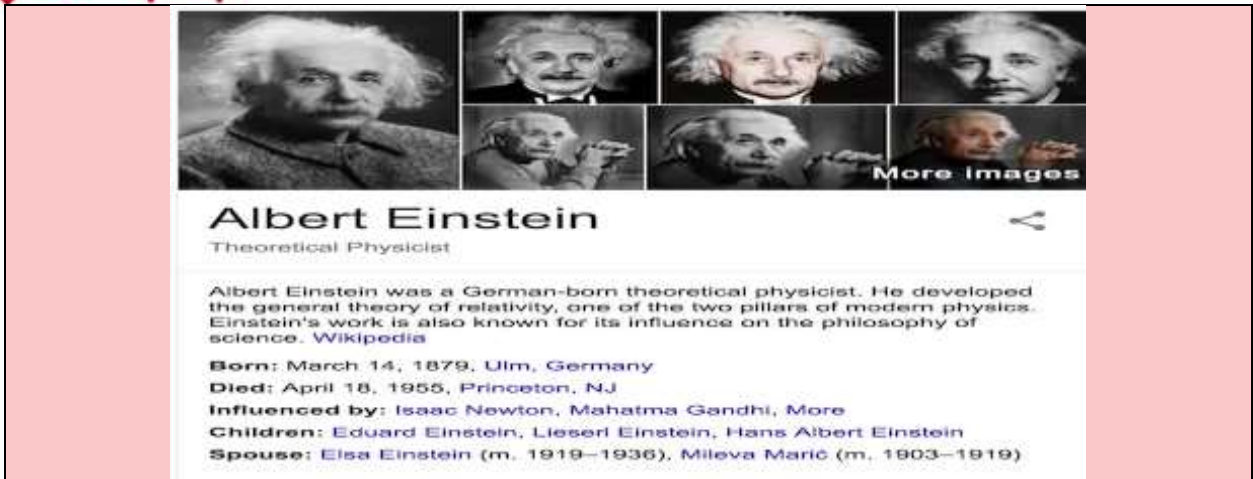 More images
Albert Einstein
Theoretical Physicist
Albert Einstein was a German-born theoretical physicist. He developed
the general theory of relativity, one of the two pillars of modern physics.
Einstein's work is also known for its influence on the philosophy of
science. Wikipedia
Born: March 14, 1879, Ulm, Germany
Died: April 18, 1955, Princeton, NJ
Influenced by: Isaac Newton, Mahatma Gandhi, More
Children: Eduard Einstein, Lieserl Einstein, Hans Albert Einstein
Spouse: Elsa Einstein (m. 1919–1936), Mileva Marić (m. 1903–1919)